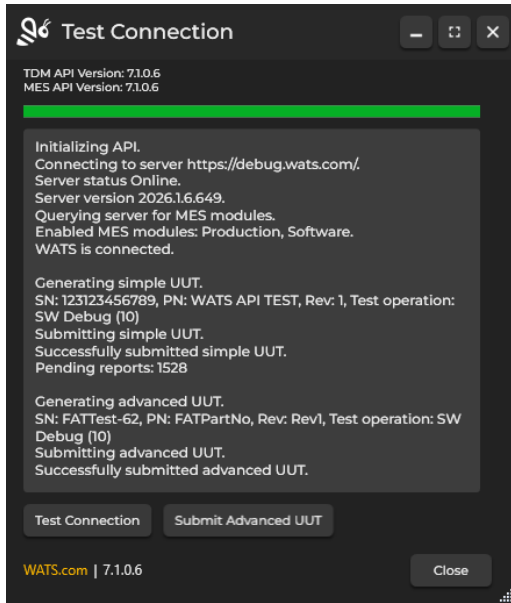 Test Connection
TDM API Version: 7.1.0.6
MES API Version: 7.1.0.6
Initializing API.
Connecting to server https://debug.wats.com/.
Server status Online.
Server version 2026.1.6.649.
Querying server for MES modules.
Enabled MES modules: Production, Software.
WATS is connected.
Generating simple UUT.
SN: 123123456789, PN: WATS API TEST, Rev: 1, Test operation:
SW Debug (10)
Submitting simple UUT.
Successfully submitted simple UUT.
Pending reports: 1528
Generating advanced UUT.
SN: FATTest-62, PN: FATPartNo, Rev: Rev1, Test operation: SW
Debug (10)
Submitting advanced UUT.
Successfully submitted advanced UUT.
Test Connection
Submit Advanced UUT
WATS.com | 7.1.0.6
Close